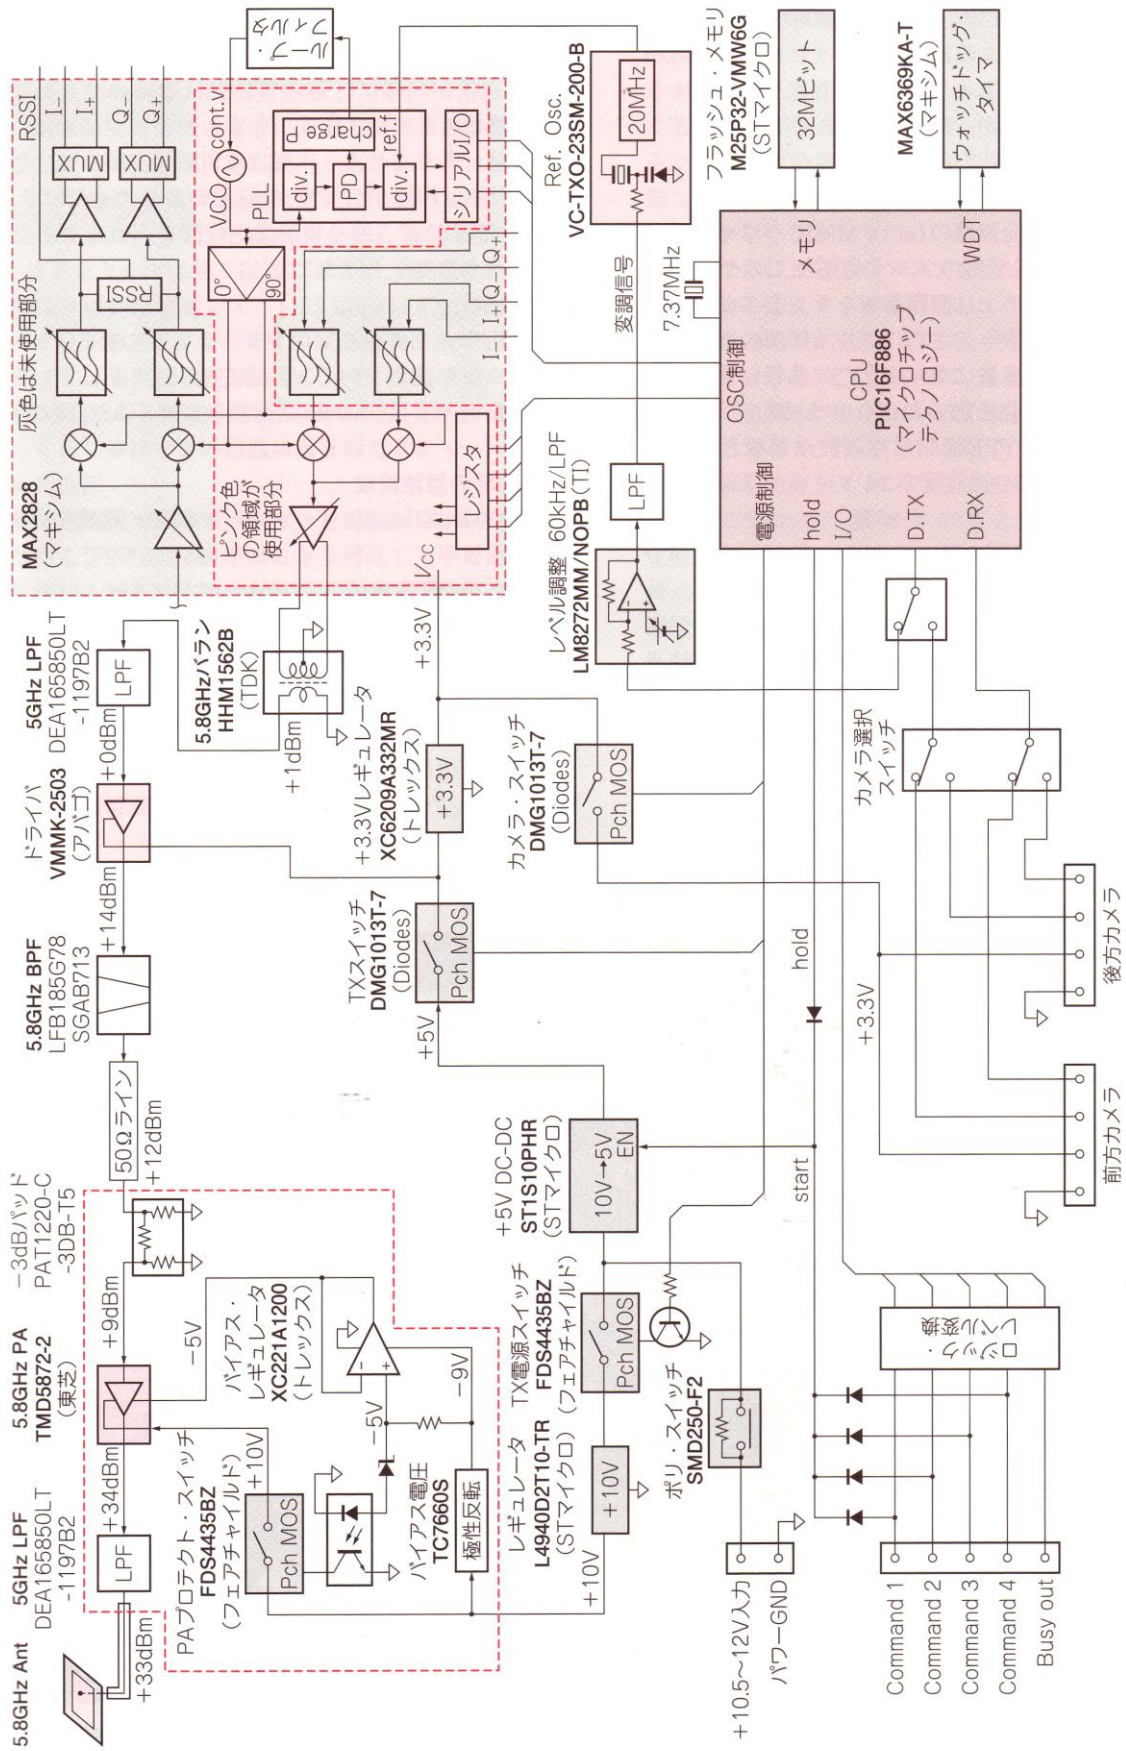 5.8GHz Ant
+33dBm
5GHz LPF
DEA165850LT
-1197B2
LPF
+34dBm
5.8GHz PA
TMD5872-2
(東芝)
+9dBm
−3dBパッド
PAT1220-C
-3DB-T5
+12dBm
50Ωライン
5.8GHz BPF
LFB185G78
SGAB713
+14dBm
ドライバ
VMMK-2503
(アバゴ)
+0dBm
5GHz LPF
DEA165850LT
-1197B2
LPF
MAX2828
(マキシム)
灰色は未使用部分
RSSI
I−
I+
Q−
Q+
MUX
MUX
RSSI
ピンク色
の領域が
使用部分
0°
90°
VCO
cont.v
PLL
div.
PD
div.
charge P
ref.f
シリアルI/O
ループ・
フィルタ
Q+
Q−
I+
I−
レジスタ
VCC
5.8GHzバラン
HHM1562B
(TDK)
+1dBm
+3.3V
PAプロテクト・スイッチ
FDS4435BZ
(フェアチャイルド)
+10V
Pch MOS
−5V
バイアス・
レギュレータ
XC221A1200
(トレックス)
−5V
−9V
バイアス電圧
TC7660S
極性反転
+3.3Vレギュレータ
XC6209A332MR
(トレックス)
+3.3V
TXスイッチ
DMG1013T-7
(Diodes)
Pch MOS
+5V
カメラ・スイッチ
DMG1013T-7
(Diodes)
Pch MOS
レギュレータ
L4940D2T10-TR
(STマイクロ)
+10V
+10V
TX電源スイッチ
FDS4435BZ
(フェアチャイルド)
Pch MOS
+5V DC-DC
ST1S10PHR
(STマイクロ)
10V→5V
EN
ポリ・スイッチ
SMD250-F2
レベル調整 60kHz/LPF
LM8272MM/NOPB(TI)
LPF
変調信号
Ref. Osc.
VC-TXO-23SM-200-B
20MHz
7.37MHz
フラッシュ・メモリ
M25P32-VMW6G
(STマイクロ)
32Mビット
MAX6369KA-T
(マキシム)
ウォッチドッグ・
タイマ
メモリ
WDT
OSC制御
CPU
PIC16F886
(マイクロチップ
テクノロジー)
電源制御
hold
I/O
D.TX
D.RX
カメラ選択
スイッチ
hold
start
+3.3V
後方カメラ
前方カメラ
+10.5〜12V入力
パワーGND
ロジック・
レベル変換
Command 1
Command 2
Command 3
Command 4
Busy out